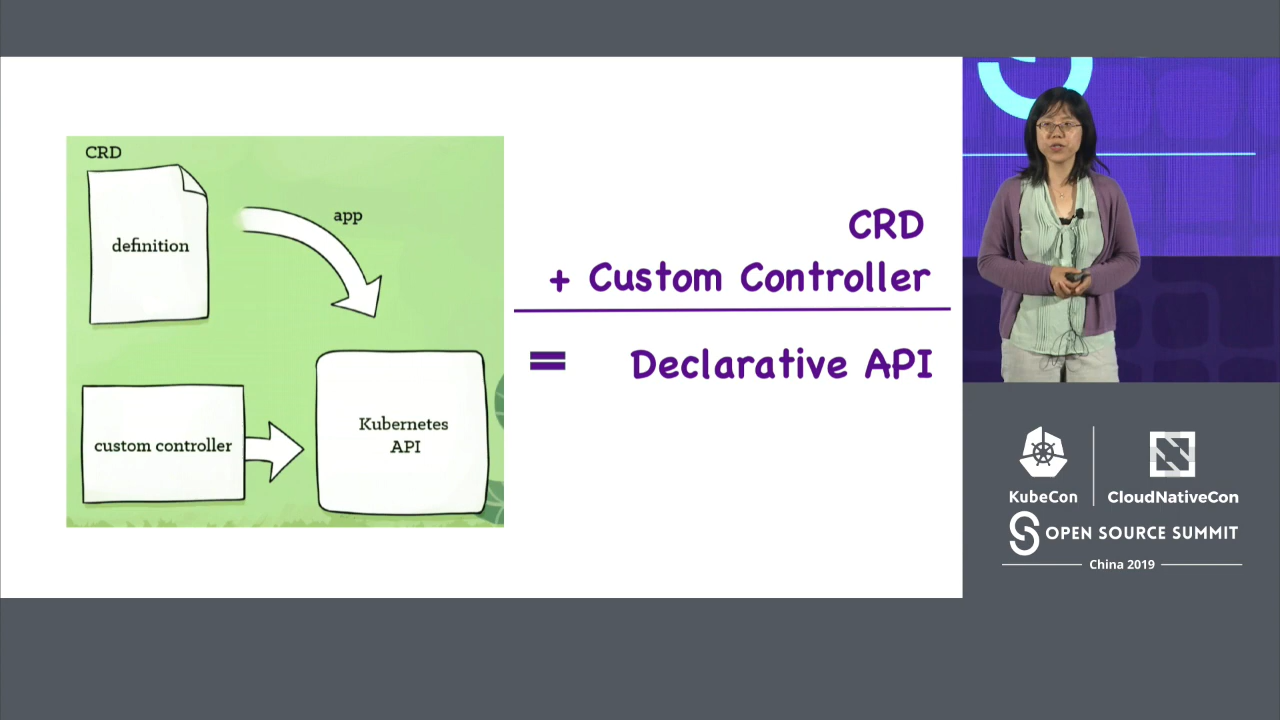 CRD
definition
app
custom controller
Kubernetes
API
CRD
+ Custom Controller
= Declarative API
KubeCon
CloudNativeCon
OPEN SOURCE SUMMIT
China 2019